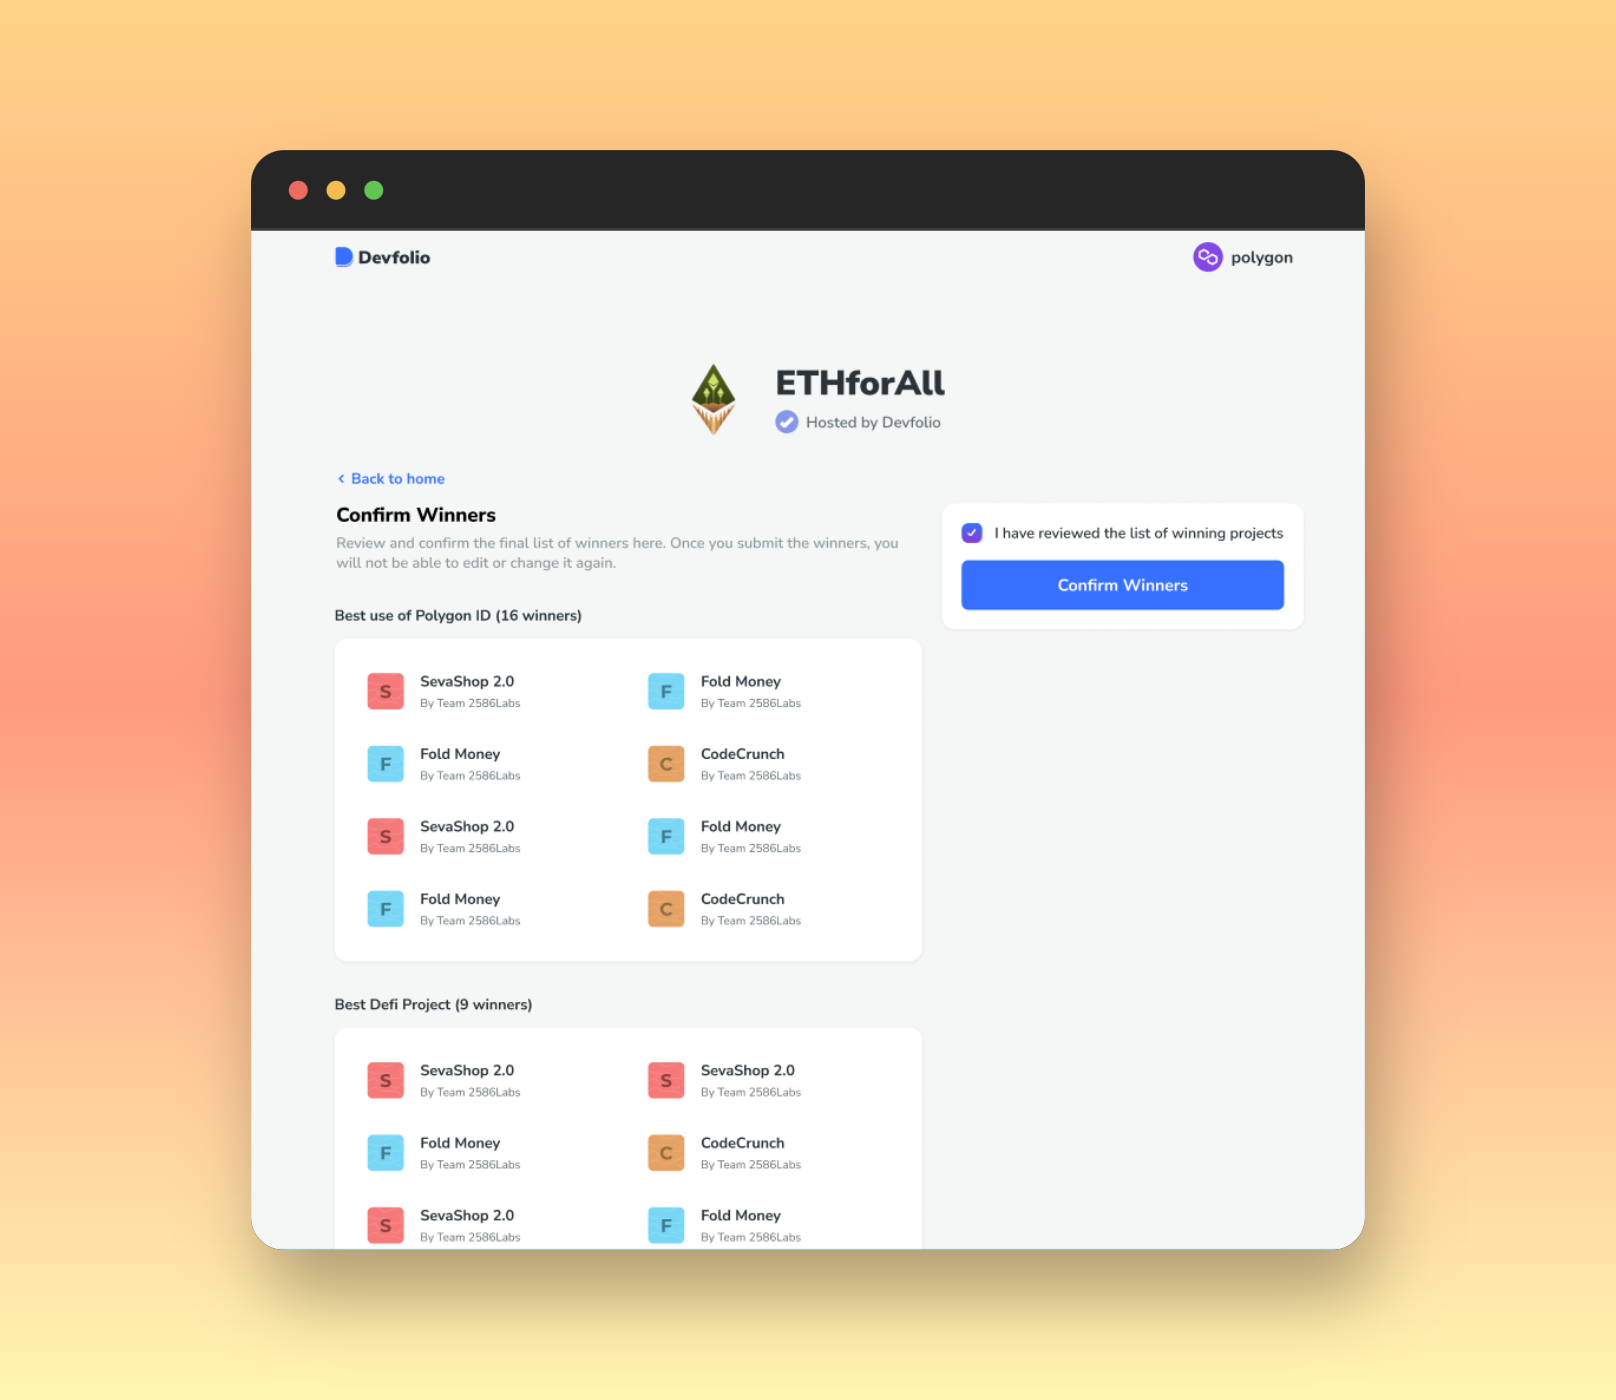 Devfolio
polygon
ETHforAll
Hosted by Devfolio
Back to home
Confirm Winners
Review and confirm the final list of winners here. Once you submit the winners, you
will not be able to edit or change it again.
I have reviewed the list of winning projects
Confirm Winners
Best use of Polygon ID (16 winners)
S SevaShop 2.0
By Team 2586Labs
F Fold Money
By Team 2586Labs
F Fold Money
By Team 2586Labs
C CodeCrunch
By Team 2586Labs
S SevaShop 2.0
By Team 2586Labs
F Fold Money
By Team 2586Labs
F Fold Money
By Team 2586Labs
C CodeCrunch
By Team 2586Labs
Best Defi Project (9 winners)
S SevaShop 2.0
By Team 2586Labs
S SevaShop 2.0
By Team 2586Labs
F Fold Money
By Team 2586Labs
C CodeCrunch
By Team 2586Labs
S SevaShop 2.0
By Team 2586Labs
F Fold Money
By Team 2586Labs